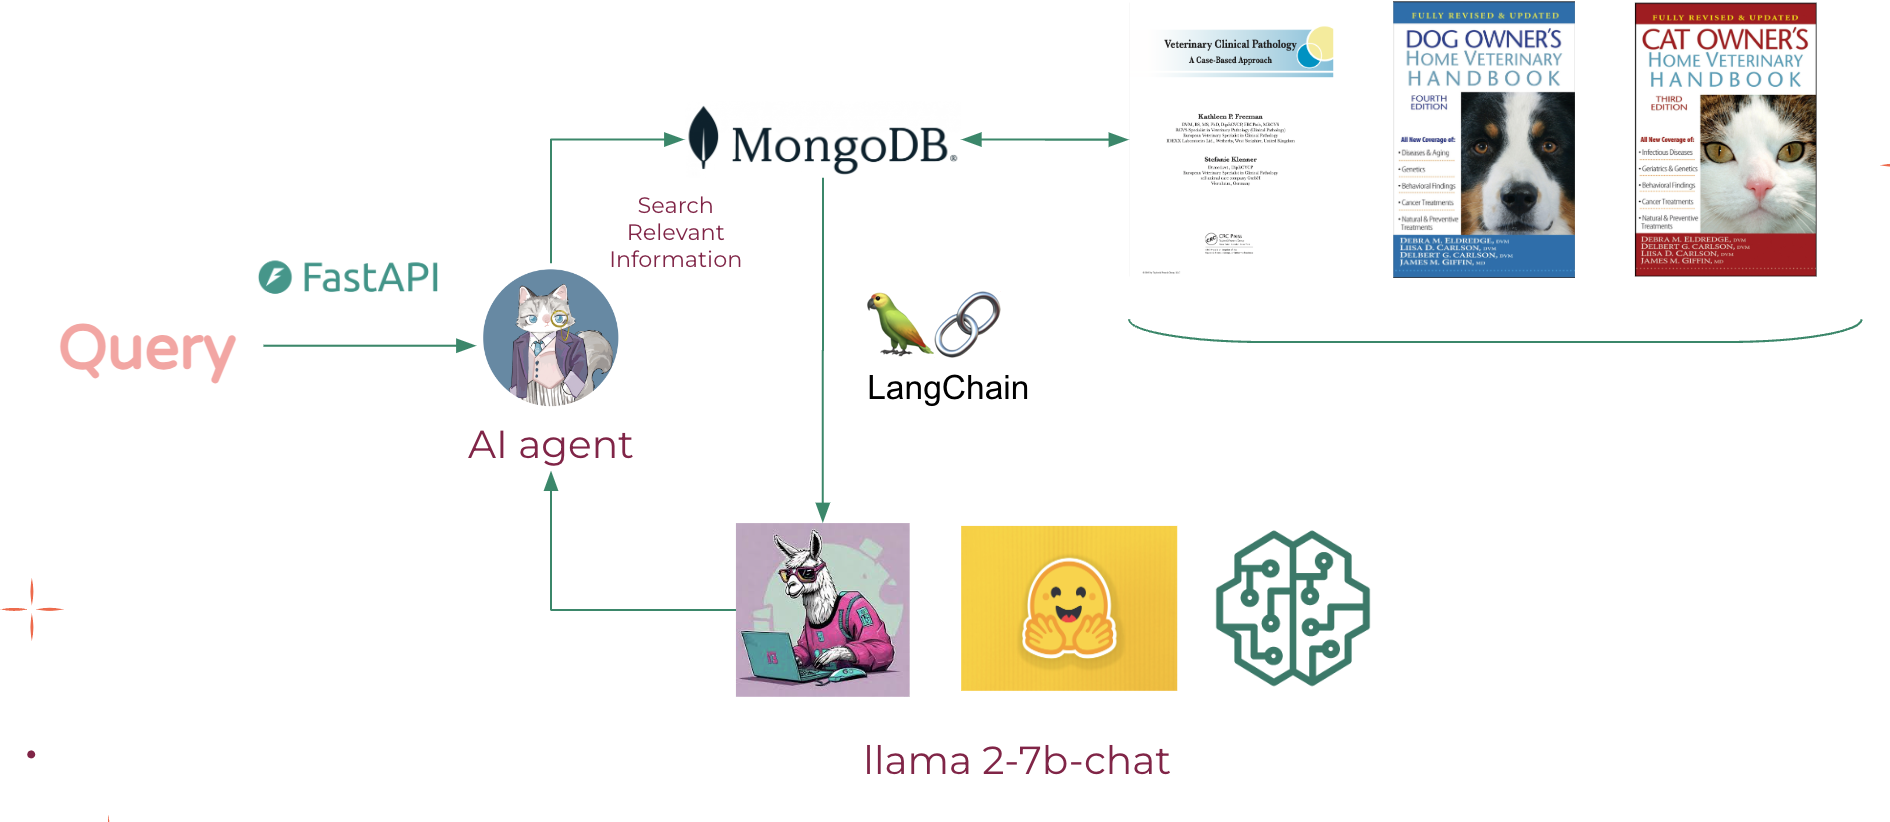 Query
FastAPI
AI agent
Search
Relevant
Information
MongoDB®
LangChain
llama 2-7b-chat
Veterinary Clinical Pathology
A Case-Based Approach
Kathleen P. Freeman
Stefanie Klenner
CRC Press
FULLY REVISED & UPDATED
DOG OWNER'S
HOME VETERINARY
HANDBOOK
FOURTH
EDITION
All New Coverage of:
• Diseases & Aging
• Genetics
• Behavioral Findings
• Cancer Treatments
• Natural & Preventive
Treatments
DEBRA M. ELDREDGE, DVM
LIISA D. CARLSON, DVM
DELBERT G. CARLSON, DVM
JAMES M. GIFFIN, MD
FULLY REVISED & UPDATED
CAT OWNER'S
HOME VETERINARY
HANDBOOK
THIRD
EDITION
All New Coverage of:
• Infectious Diseases
• Geriatrics & Genetics
• Behavioral Findings
• Cancer Treatments
• Natural & Preventive
Treatments
DEBRA M. ELDREDGE, DVM
DELBERT G. CARLSON, DVM
LIISA D. CARLSON, DVM
JAMES M. GIFFIN, MD